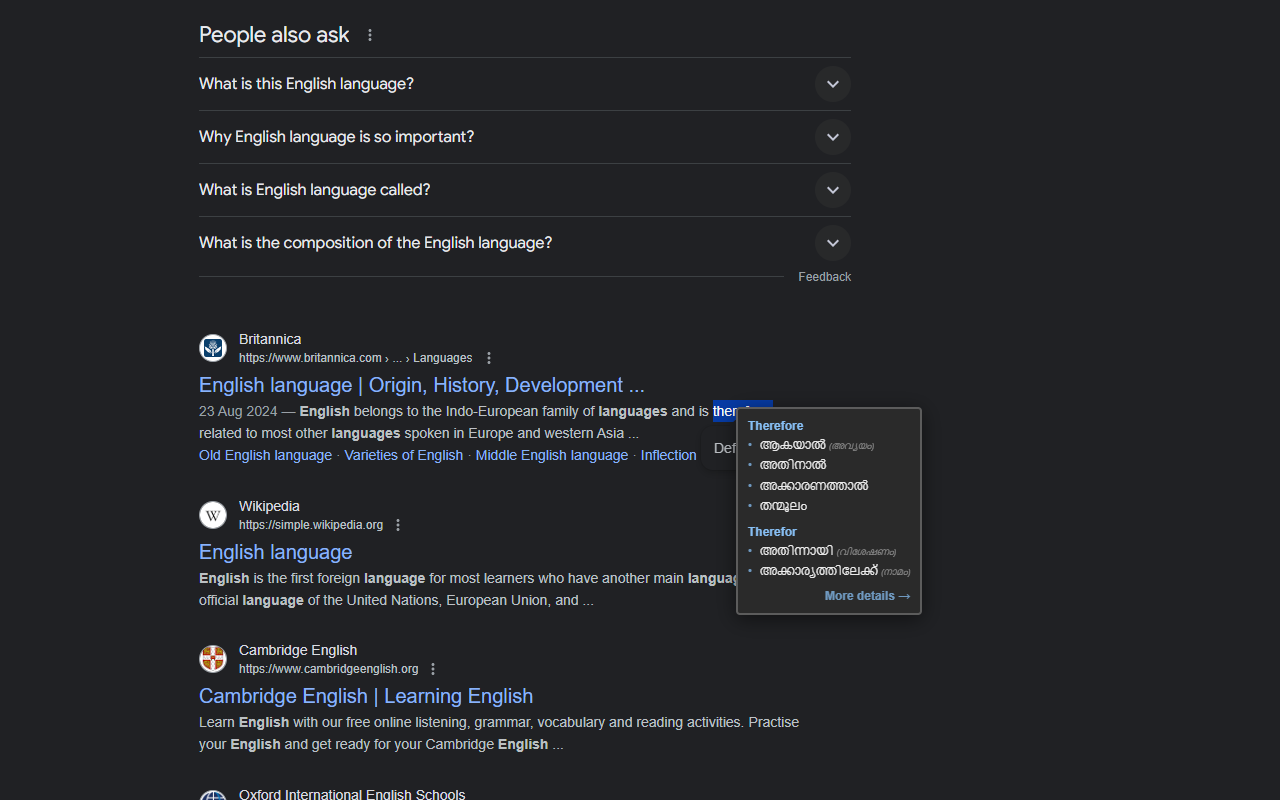 People also ask
What is this English language?
Why English language is so important?
What is English language called?
What is the composition of the English language?
Feedback
Britannica
https://www.britannica.com › ... › Languages
English language | Origin, History, Development ...
23 Aug 2024 — English belongs to the Indo-European family of languages and is
related to most other languages spoken in Europe and western Asia ...
Old English language · Varieties of English · Middle English language · Inflection
Therefore
• ആകയാൽ (അവ്യയം)
• അതിനാൽ
• അക്കാരണത്താൽ
• തന്മൂലം
Therefor
• അതിന്നായി (വിശേഷണം)
• അക്കാര്യത്തിലേക്ക് (നാമം)
More details →
Wikipedia
https://simple.wikipedia.org
English language
English is the first foreign language for most learners who have another main
official language of the United Nations, European Union, and ...
Cambridge English
https://www.cambridgeenglish.org
Cambridge English | Learning English
Learn English with our free online listening, grammar, vocabulary and reading activities. Practise
your English and get ready for your Cambridge English ...
Oxford International English Schools